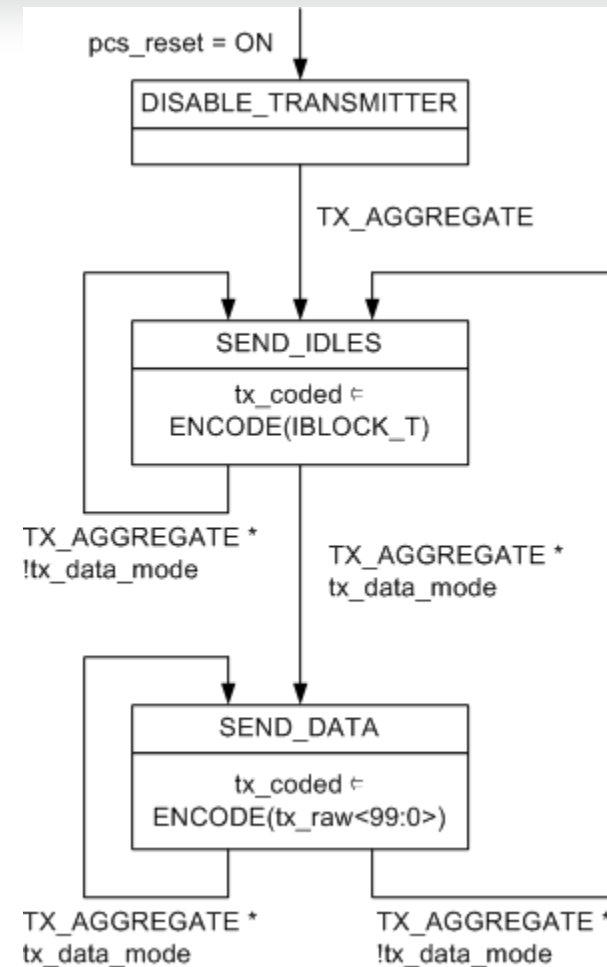 pcs_reset = ON
DISABLE_TRANSMITTER
TX_AGGREGATE
SEND_IDLES
tx_coded ⇐
ENCODE(IBLOCK_T)
TX_AGGREGATE *
!tx_data_mode
TX_AGGREGATE *
tx_data_mode
SEND_DATA
tx_coded ⇐
ENCODE(tx_raw<99:0>)
TX_AGGREGATE *
tx_data_mode
TX_AGGREGATE *
!tx_data_mode